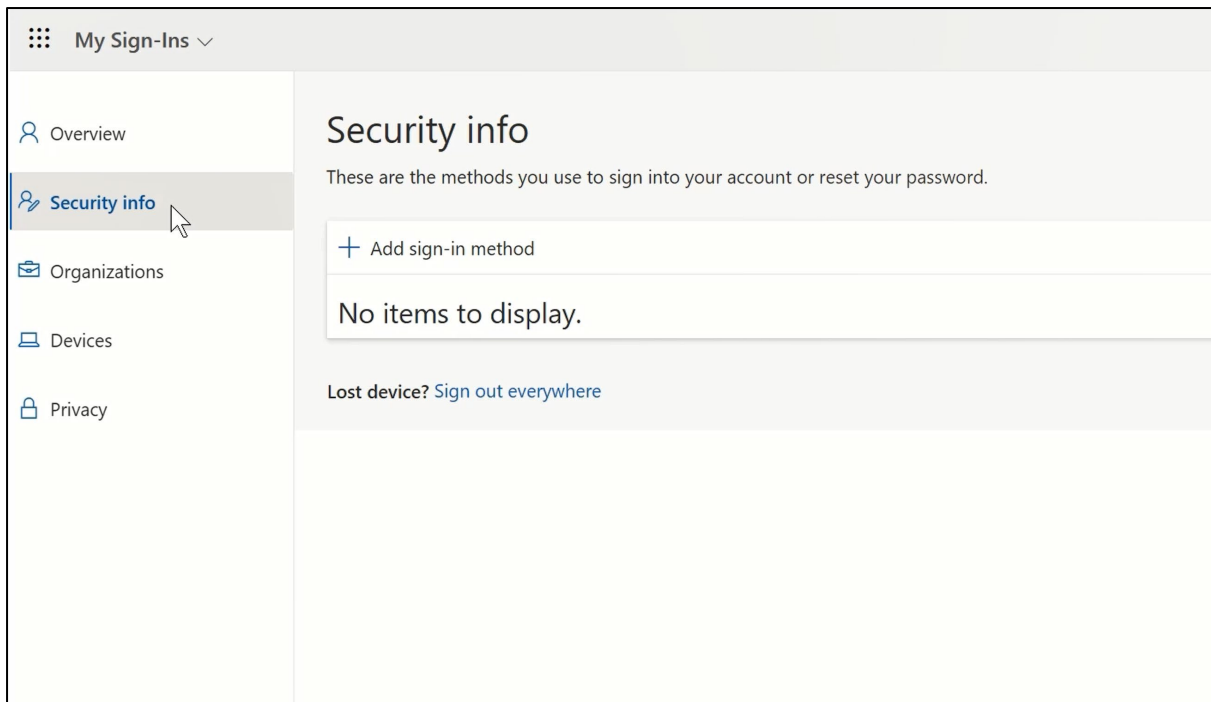 My Sign-Ins
Overview
Security info
Organizations
Devices
Privacy
Security info
These are the methods you use to sign into your account or reset your password.
Add sign-in method
No items to display.
Lost device? Sign out everywhere